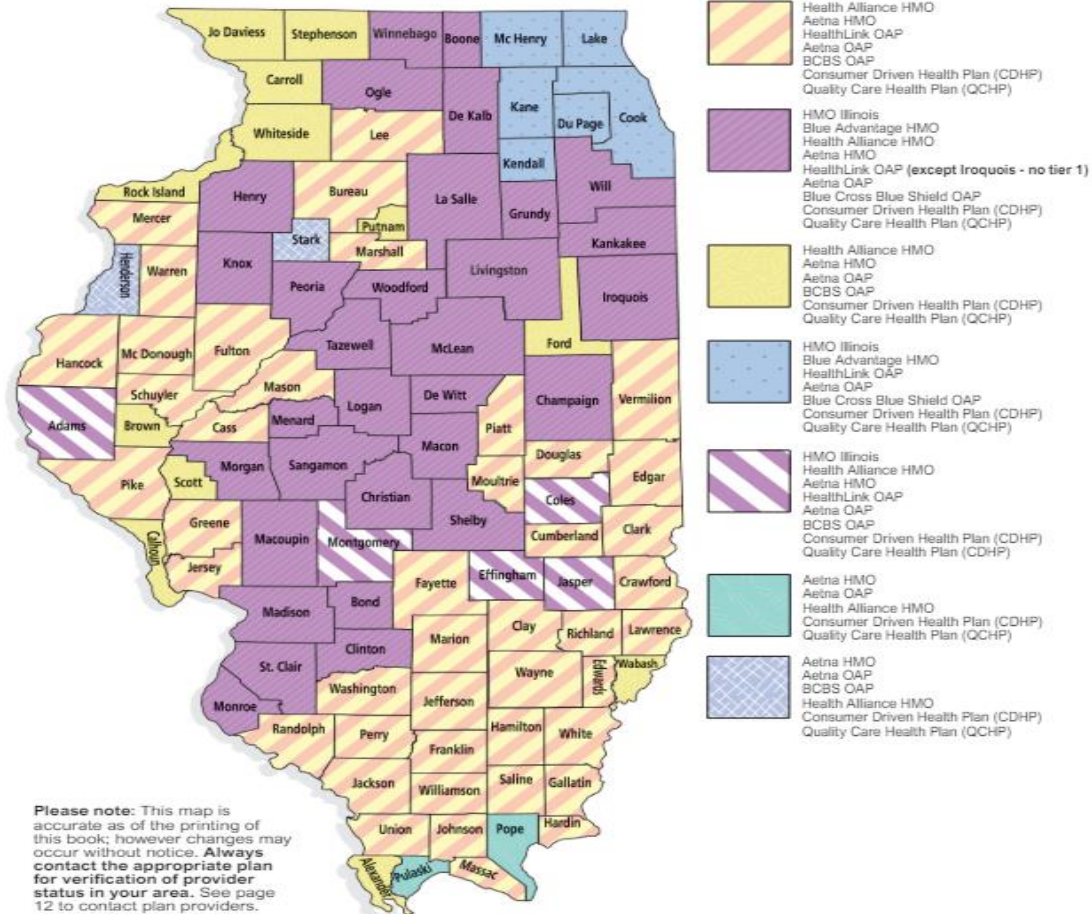 Jo Daviess
Stephenson
Winnebago
Boone
Mc Henry
Lake
Carroll
Ogle
De Kalb
Kane
Du Page
Cook
Whiteside
Lee
Kendall
Rock Island
Henry
Bureau
La Salle
Grundy
Will
Mercer
Putnam
Kankakee
Henderson
Warren
Knox
Stark
Marshall
Peoria
Woodford
Livingston
Iroquois
Hancock
Mc Donough
Fulton
Tazewell
McLean
Ford
Schuyler
Mason
Logan
De Witt
Champaign
Vermilion
Adams
Brown
Cass
Menard
Piatt
Macon
Douglas
Edgar
Pike
Scott
Morgan
Sangamon
Christian
Moultrie
Coles
Calhoun
Greene
Macoupin
Montgomery
Shelby
Cumberland
Clark
Jersey
Fayette
Effingham
Jasper
Crawford
Madison
Bond
Clay
Richland
Lawrence
St. Clair
Clinton
Marion
Wayne
Edwards
Wabash
Monroe
Washington
Jefferson
Randolph
Perry
Hamilton
White
Franklin
Jackson
Williamson
Saline
Gallatin
Union
Johnson
Pope
Hardin
Alexander
Pulaski
Massac
Health Alliance HMO
Aetna HMO
HealthLink OAP
Aetna OAP
BCBS OAP
Consumer Driven Health Plan (CDHP)
Quality Care Health Plan (QCHP)
HMO Illinois
Blue Advantage HMO
Health Alliance HMO
Aetna HMO
HealthLink OAP (except Iroquois - no tier 1)
Aetna OAP
Blue Cross Blue Shield OAP
Consumer Driven Health Plan (CDHP)
Quality Care Health Plan (QCHP)
Health Alliance HMO
Aetna HMO
Aetna OAP
BCBS OAP
Consumer Driven Health Plan (CDHP)
Quality Care Health Plan (QCHP)
HMO Illinois
Blue Advantage HMO
HealthLink OAP
Aetna OAP
Blue Cross Blue Shield OAP
Consumer Driven Health Plan (CDHP)
Quality Care Health Plan (QCHP)
HMO Illinois
Health Alliance HMO
Aetna HMO
HealthLink OAP
Aetna OAP
BCBS OAP
Consumer Driven Health Plan (CDHP)
Quality Care Health Plan (CDHP)
Aetna HMO
Aetna OAP
Health Alliance HMO
Consumer Driven Health Plan (CDHP)
Quality Care Health Plan (QCHP)
Aetna HMO
Aetna OAP
BCBS OAP
Health Alliance HMO
Consumer Driven Health Plan (CDHP)
Quality Care Health Plan (QCHP)
Please note: This map is
accurate as of the printing of
this book; however changes may
occur without notice. Always
contact the appropriate plan
for verification of provider
status in your area. See page
12 to contact plan providers.